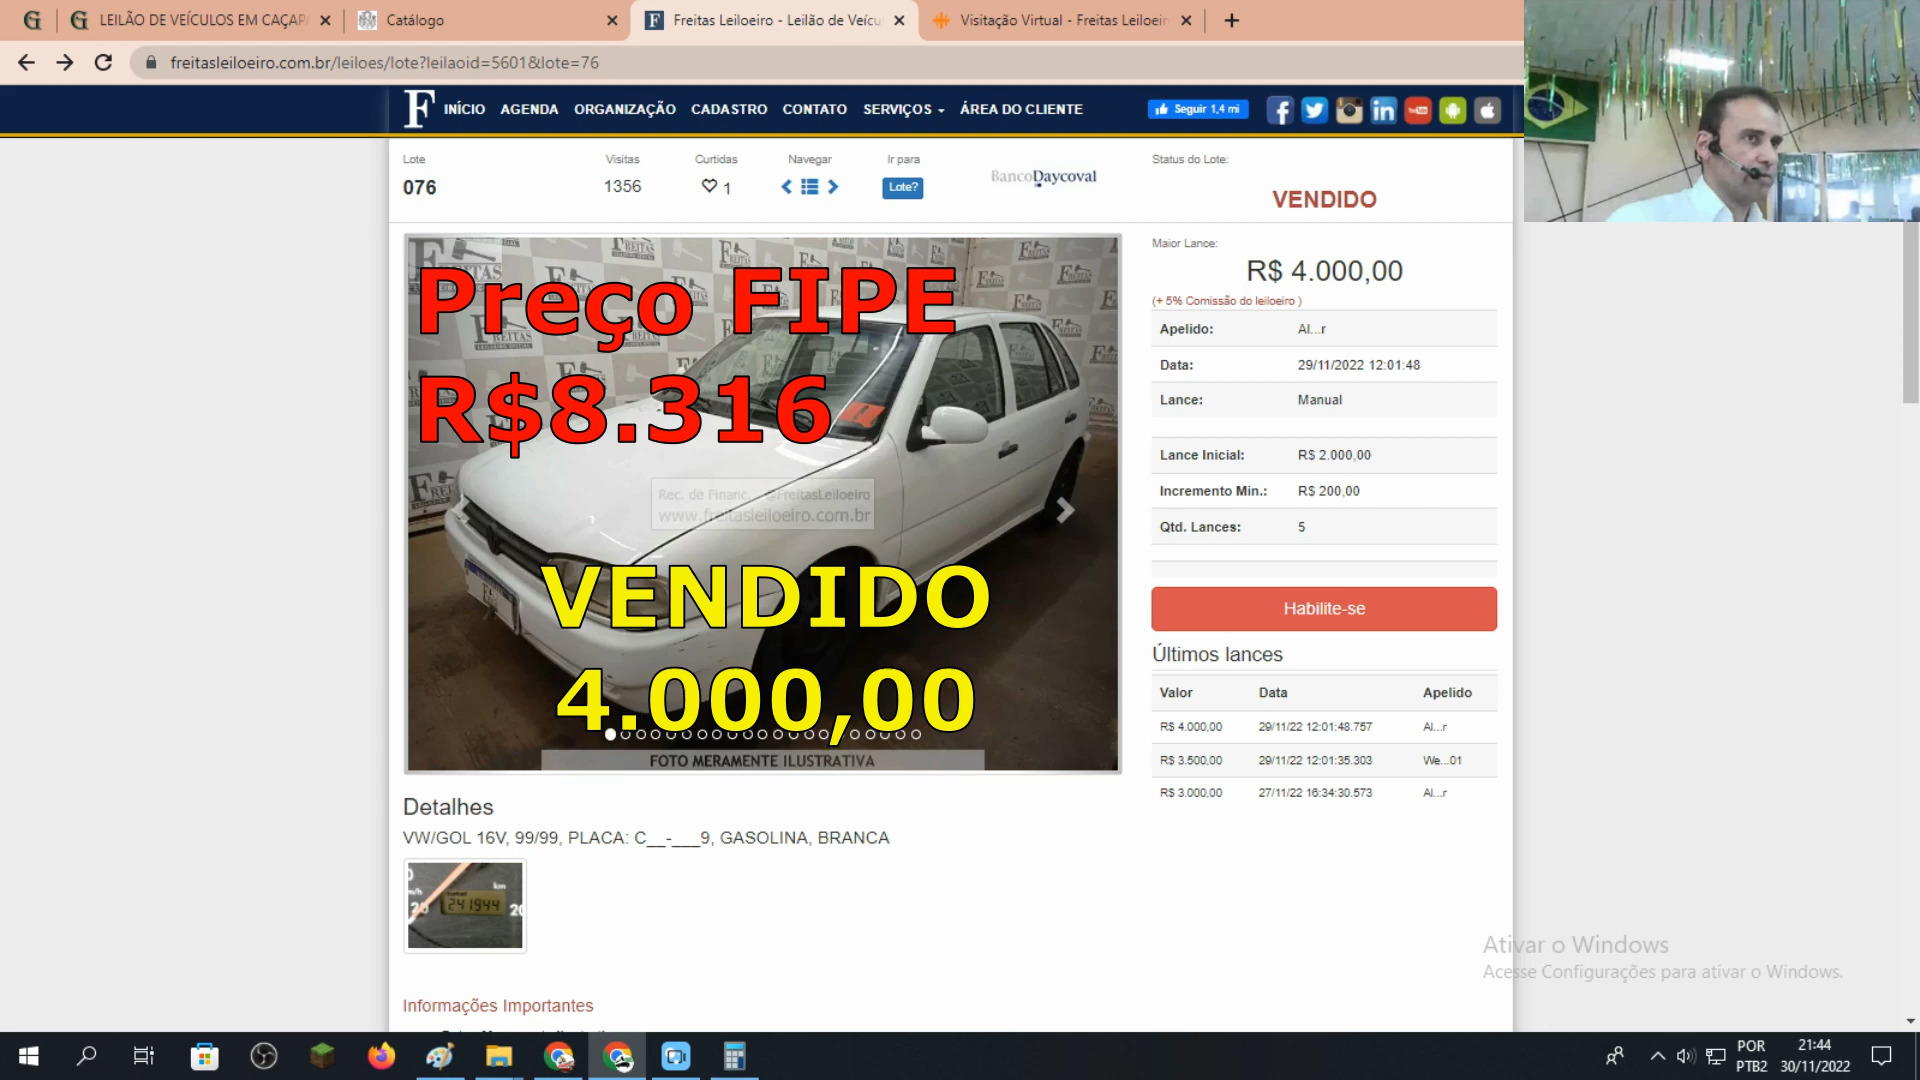 LEILÃO DE VEÍCULOS EM CAÇAP
Catálogo
Freitas Leiloeiro - Leilão de Veícu
Visitação Virtual - Freitas Leiloeir
freitasleiloeiro.com.br/leiloes/lote?leilaoid=5601&lote=76
F INÍCIO AGENDA ORGANIZAÇÃO CADASTRO CONTATO SERVIÇOS ÁREA DO CLIENTE Seguir 1,4 mi
Lote Visitas Curtidas Navegar Ir para Status do Lote:
076 1356 1 Lote? BancoDaycoval VENDIDO
Maior Lance:
R$ 4.000,00
(+ 5% Comissão do leiloeiro )
Apelido: Al...r
Data: 29/11/2022 12:01:48
Lance: Manual
Lance Inicial: R$ 2.000,00
Incremento Min.: R$ 200,00
Qtd. Lances: 5
Habilite-se
Últimos lances
Valor Data Apelido
R$ 4.000,00 29/11/22 12:01:48.757 Al...r
R$ 3.500,00 29/11/22 12:01:35.303 We...01
R$ 3.000,00 27/11/22 16:34:30.573 Al...r
Preço FIPE
R$8.316
Rec. de Financ. - @FreitasLeiloeiro
www.freitasleiloeiro.com.br
VENDIDO
4.000,00
FOTO MERAMENTE ILUSTRATIVA
Detalhes
VW/GOL 16V, 99/99, PLACA: C__-___9, GASOLINA, BRANCA
km
241944
Informações Importantes
Ativar o Windows
Acesse Configurações para ativar o Windows.
POR
PTB2
21:44
30/11/2022